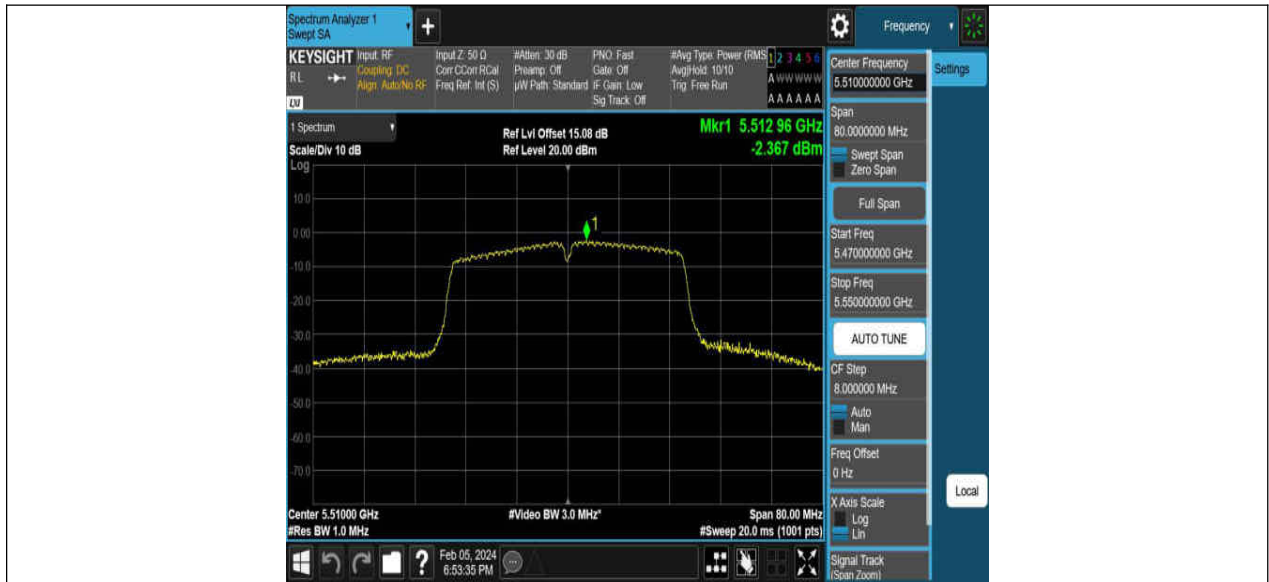 Spectrum Analyzer 1
Swept SA
+
Frequency
KEYSIGHT
RL
LXI
Input: RF
Coupling: DC
Align: Auto/No RF
Input Z: 50 Ω
Corr CCorr RCal
Freq Ref: Int (S)
#Atten: 30 dB
Preamp: Off
µW Path: Standard
PNO: Fast
Gate: Off
IF Gain: Low
Sig Track: Off
#Avg Type: Power (RMS
Avg|Hold: 10/10
Trig: Free Run
1 2 3 4 5 6
A W W W W W
A A A A A A
1 Spectrum
Scale/Div 10 dB
Ref Lvl Offset 15.08 dB
Ref Level 20.00 dBm
Mkr1 5.512 96 GHz
-2.367 dBm
Log
10.0
0.00
-10.0
-20.0
-30.0
-40.0
-50.0
-60.0
-70.0
1
Center 5.51000 GHz
#Res BW 1.0 MHz
#Video BW 3.0 MHz*
Span 80.00 MHz
#Sweep 20.0 ms (1001 pts)
?
Feb 05, 2024
6:53:35 PM
Center Frequency
5.510000000 GHz
Settings
Span
80.0000000 MHz
Swept Span
Zero Span
Full Span
Start Freq
5.470000000 GHz
Stop Freq
5.550000000 GHz
AUTO TUNE
CF Step
8.000000 MHz
Auto
Man
Freq Offset
0 Hz
X Axis Scale
Log
Lin
Signal Track
(Span Zoom)
Local